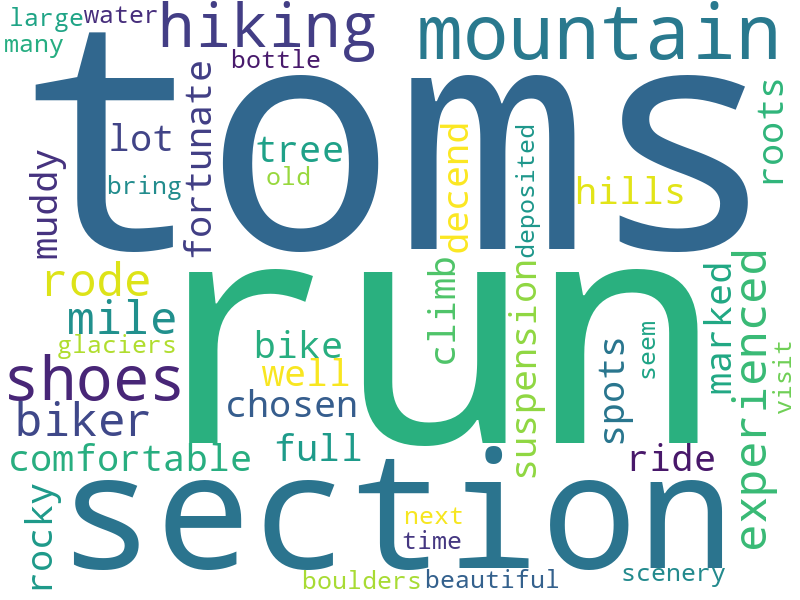 large
water
hiking
mountain
many
bottle
toms
lot
fortunate
tree
decend
deposited
roots
muddy
bring
old
hills
run
rode
mile
glaciers
bike
climb
suspension
marked
experienced
shoes
well
spots
seem
visit
biker
chosen
comfortable
full
ride
section
rocky
next
time
boulders
beautiful
scenery